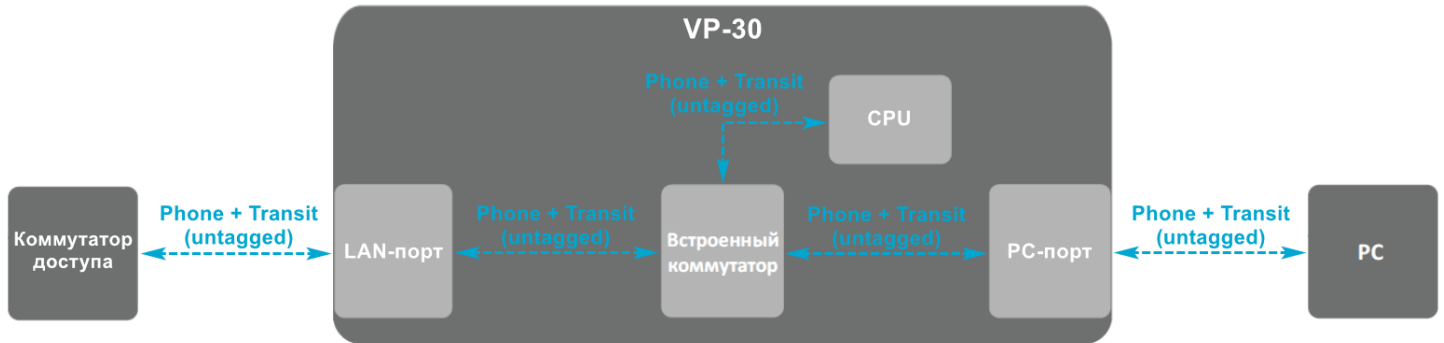 VP-30
Phone + Transit
(untagged)
CPU
Phone + Transit
(untagged)
Phone + Transit
(untagged)
Phone + Transit
(untagged)
Phone + Transit
(untagged)
Коммутатор
доступа
LAN-порт
Встроенный
коммутатор
PC-порт
PC